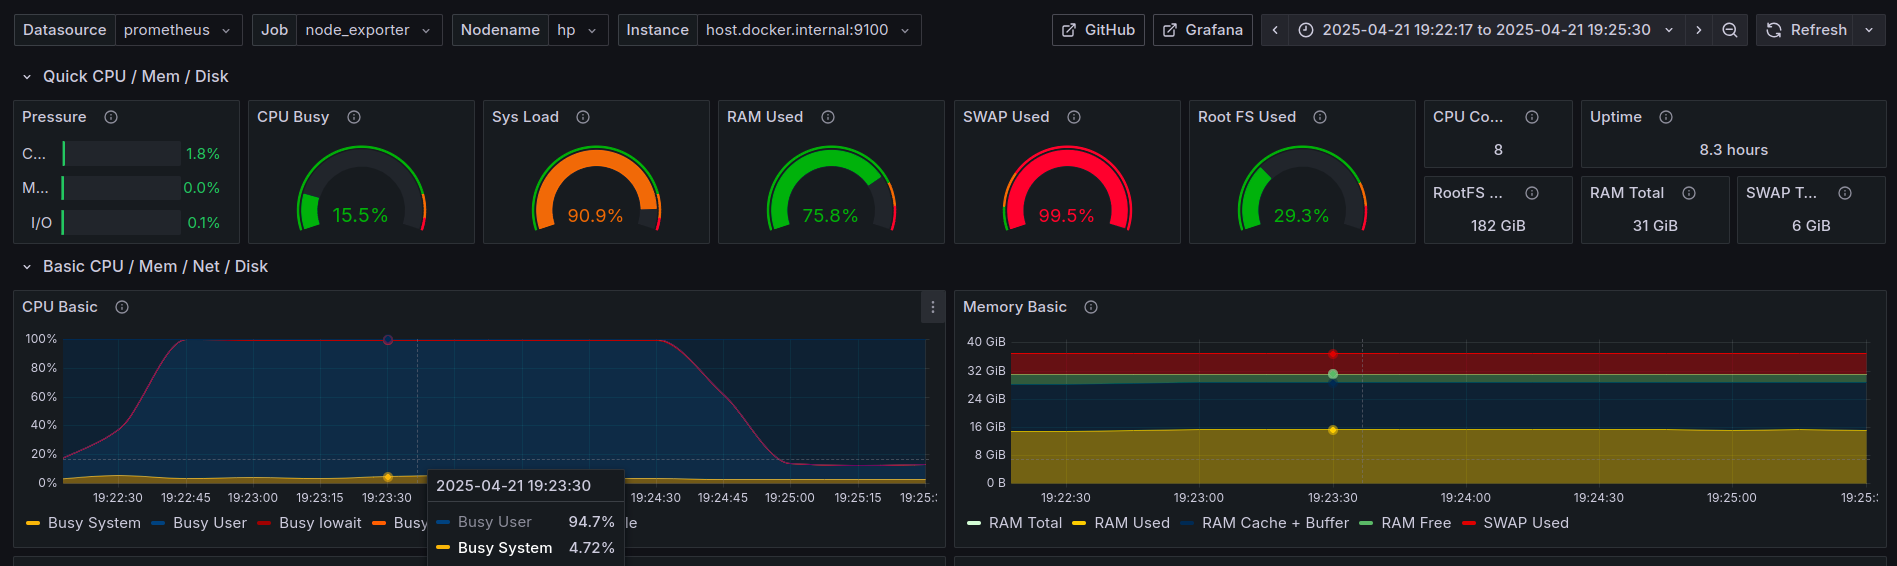 Datasource prometheus Job node_exporter Nodename hp Instance host.docker.internal:9100 GitHub Grafana 2025-04-21 19:22:17 to 2025-04-21 19:25:30 Refresh
Quick CPU / Mem / Disk
Pressure CPU Busy Sys Load RAM Used SWAP Used Root FS Used CPU Co... Uptime
C... 1.8%
M... 0.0%
I/O 0.1%
15.5% 90.9% 75.8% 99.5% 29.3%
8 8.3 hours
RootFS ... RAM Total SWAP T...
182 GiB 31 GiB 6 GiB
Basic CPU / Mem / Net / Disk
CPU Basic
100%
80%
60%
40%
20%
0%
19:22:30 19:22:45 19:23:00 19:23:15 19:23:30 19:24:30 19:24:45 19:25:00 19:25:15 19:25:
Busy System Busy User Busy Iowait Busy le
2025-04-21 19:23:30
Busy User 94.7%
Busy System 4.72%
Memory Basic
40 GiB
32 GiB
24 GiB
16 GiB
8 GiB
0 B
19:22:30 19:23:00 19:23:30 19:24:00 19:24:30 19:25:00 19:25:
RAM Total RAM Used RAM Cache + Buffer RAM Free SWAP Used